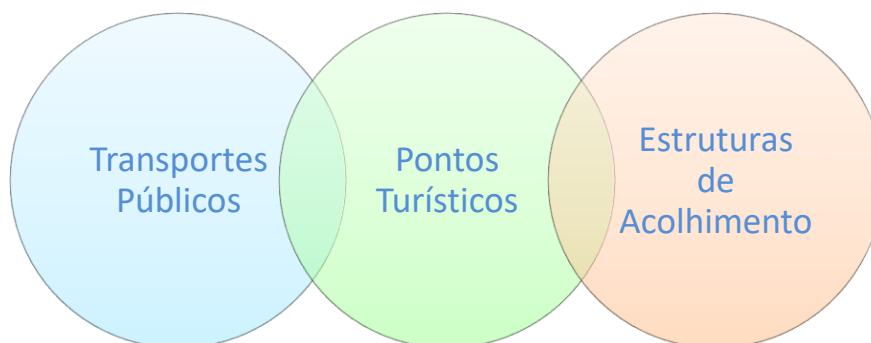 Transportes
Públicos
Pontos
Turísticos
Estruturas
de
Acolhimento